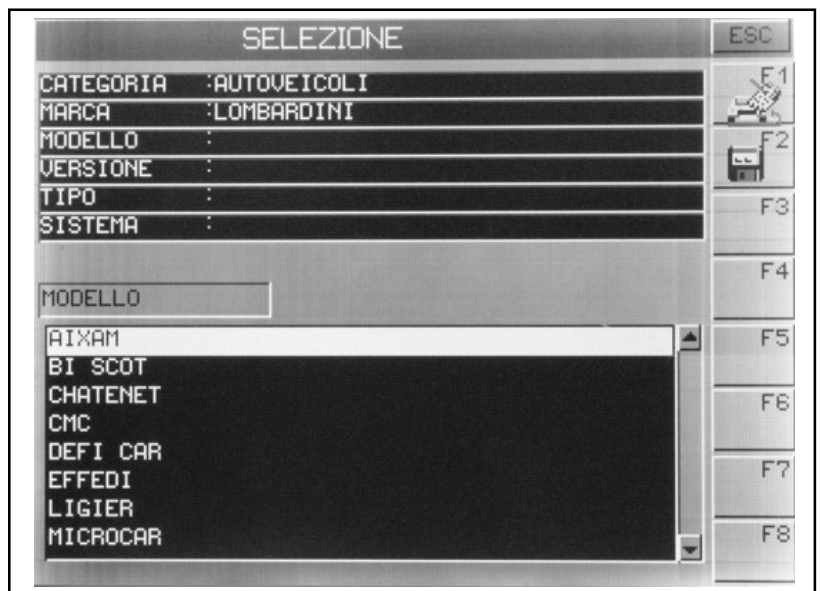 SELEZIONE
ESC
CATEGORIA :AUTOVEICOLI
MARCA :LOMBARDINI
MODELLO :
VERSIONE :
TIPO :
SISTEMA :
MODELLO
AIXAM
BI SCOT
CHATENET
CMC
DEFI CAR
EFFEDI
LIGIER
MICROCAR
F1
F2
F3
F4
F5
F6
F7
F8